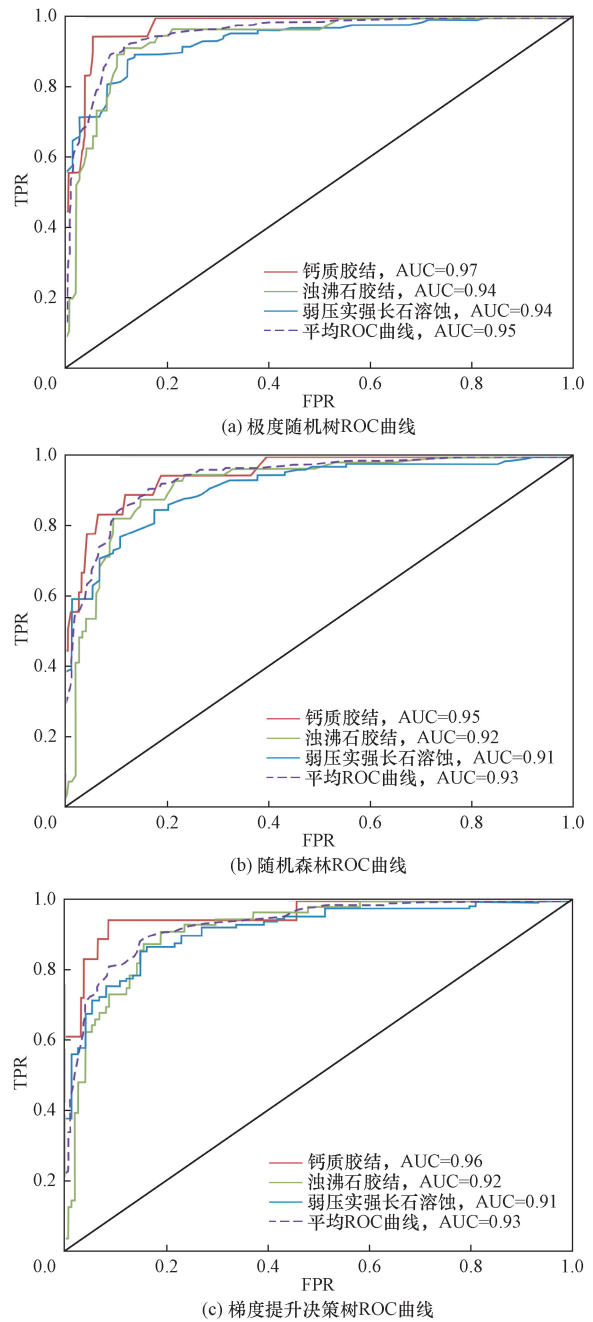 1.0
0.8
0.6
TPR
0.4
钙质胶结，AUC=0.97
浊沸石胶结，AUC=0.94
0.2
弱压实强长石溶蚀，AUC=0.94
平均ROC曲线，AUC=0.95
0.0 0.2 0.4 0.6 0.8 1.0
FPR
(a) 极度随机树ROC曲线
1.0
0.8
0.6
TPR
0.4
钙质胶结，AUC=0.95
浊沸石胶结，AUC=0.92
0.2
弱压实强长石溶蚀，AUC=0.91
平均ROC曲线，AUC=0.93
0.0 0.2 0.4 0.6 0.8 1.0
FPR
(b) 随机森林ROC曲线
1.0
0.8
0.6
TPR
0.4
钙质胶结，AUC=0.96
浊沸石胶结，AUC=0.92
0.2
弱压实强长石溶蚀，AUC=0.91
平均ROC曲线，AUC=0.93
0.0 0.2 0.4 0.6 0.8 1.0
FPR
(c) 梯度提升决策树ROC曲线